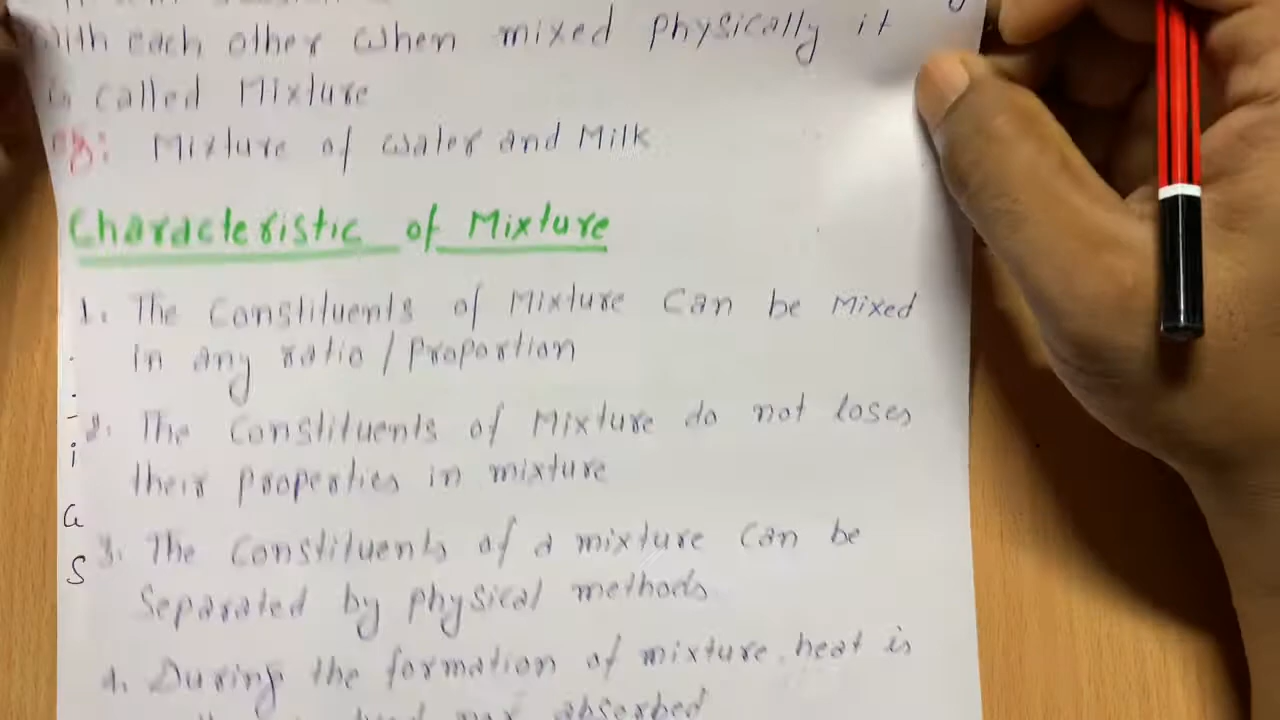 with each other when mixed physically it
is called Mixture
eg: Mixture of water and Milk
Characteristic of Mixture
1. The Constituents of Mixture Can be Mixed
in any ratio / Proportion
2. The Constituents of Mixture do not loses
their properties in mixture
3. The Constituents of a mixture can be
Separated by physical methods
4. During the formation of mixture, heat is
nor absorbed
i
G
S